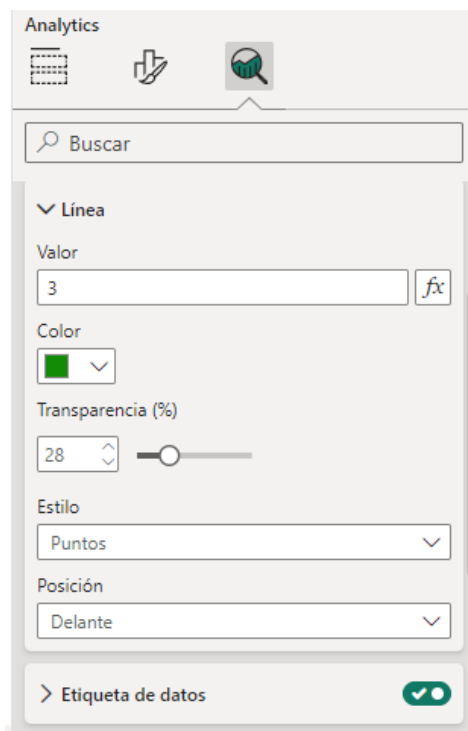 Analytics
Buscar
Línea
Valor
3
fx
Color
Transparencia (%)
28
Estilo
Puntos
Posición
Delante
Etiqueta de datos